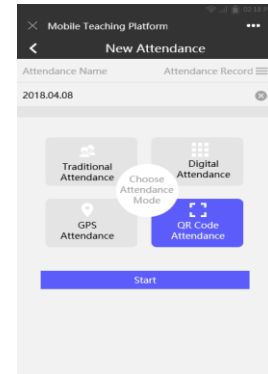 Mobile Teaching Platform
New Attendance
Attendance Name Attendance Record
2018.04.08
Traditional
Attendance
Digital
Attendance
Choose
Attendance
Mode
GPS
Attendance
QR Code
Attendance
Start